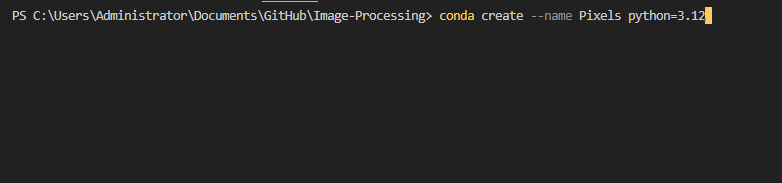 PS C:\Users\Administrator\Documents\GitHub\Image-Processing> conda create --name Pixels python=3.12